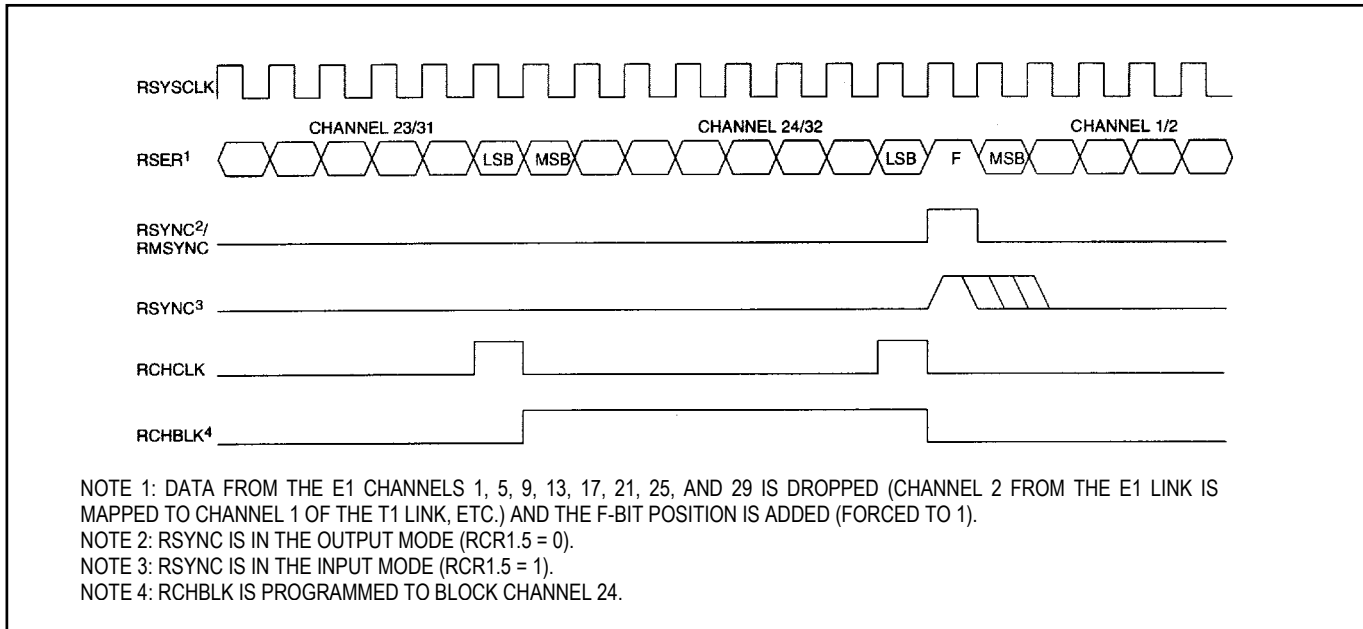 RSYSCLK
CHANNEL 23/31 CHANNEL 24/32 CHANNEL 1/2
RSER¹ LSB MSB LSB F MSB
RSYNC²/
RMSYNC
RSYNC³
RCHCLK
RCHBLK⁴
NOTE 1: DATA FROM THE E1 CHANNELS 1, 5, 9, 13, 17, 21, 25, AND 29 IS DROPPED (CHANNEL 2 FROM THE E1 LINK IS
MAPPED TO CHANNEL 1 OF THE T1 LINK, ETC.) AND THE F-BIT POSITION IS ADDED (FORCED TO 1).
NOTE 2: RSYNC IS IN THE OUTPUT MODE (RCR1.5 = 0).
NOTE 3: RSYNC IS IN THE INPUT MODE (RCR1.5 = 1).
NOTE 4: RCHBLK IS PROGRAMMED TO BLOCK CHANNEL 24.